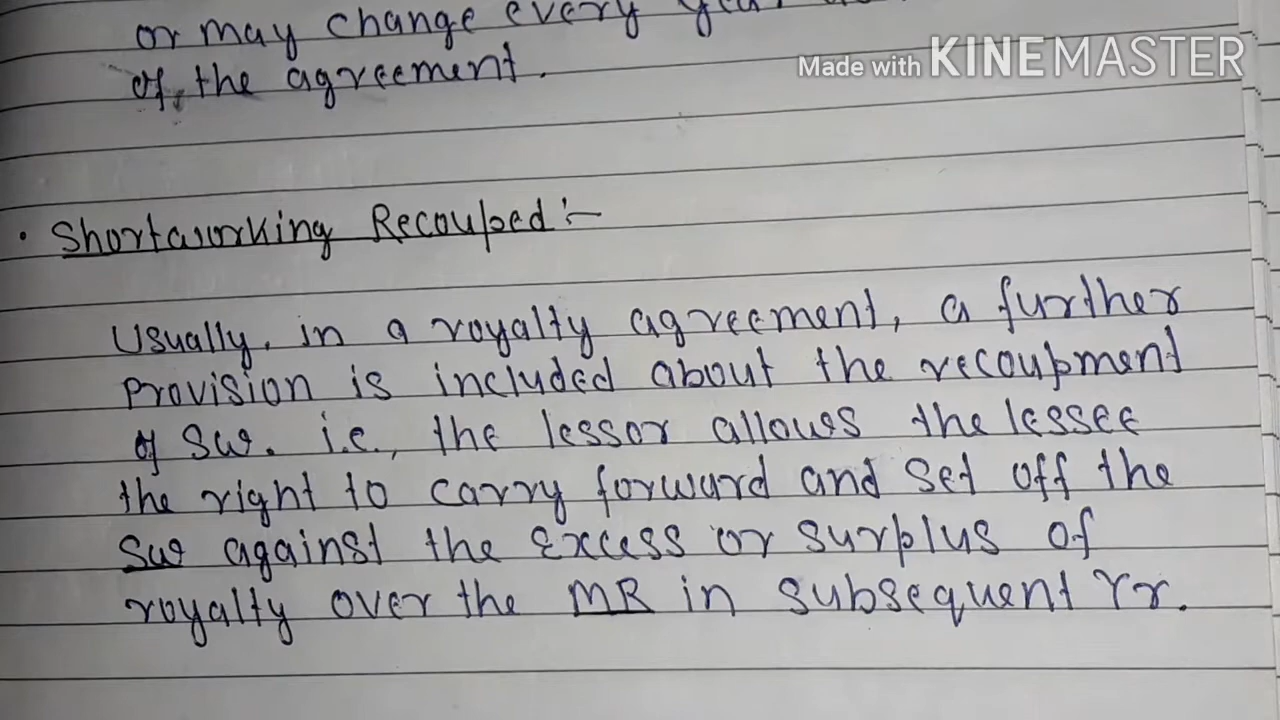 or may change every year
Made with KINEMASTER
of, the agreement.
• Shortworking Recouped :-
Usually, in a royalty agreement, a further
provision is included about the recoupment
of SW. i.e., the lessor allows the lessee
the right to carry forward and set off the
SW against the excess or surplus of
royalty over the MR in subsequent Yr.